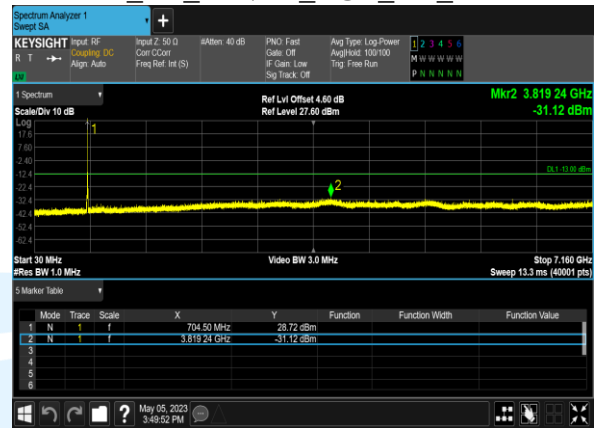 Spectrum Analyzer 1
Swept SA
+
KEYSIGHT Input: RF Input Z: 50 Ω #Atten: 40 dB PNO: Fast Avg Type: Log-Power 1 2 3 4 5 6
R T Coupling: DC Corr CCorr Gate: Off Avg|Hold: 100/100 M W W W W W
Align: Auto Freq Ref: Int (S) IF Gain: Low Trig: Free Run
Sig Track: Off P N N N N N
LV
1 Spectrum Ref Lvl Offset 4.60 dB Mkr2 3.819 24 GHz
Scale/Div 10 dB Ref Level 27.60 dBm -31.12 dBm
Log
17.6
7.60
-2.40
-12.4
-22.4
-32.4
-42.4
-52.4
-62.4
1
DL1 -13.00 dBm
2
Start 30 MHz Video BW 3.0 MHz Stop 7.160 GHz
#Res BW 1.0 MHz Sweep 13.3 ms (40001 pts)
5 Marker Table
Mode Trace Scale X Y Function Function Width Function Value
1 N 1 f 704.50 MHz 28.72 dBm
2 N 1 f 3.819 24 GHz -31.12 dBm
3
4
5
6
? May 05, 2023
3:49:52 PM